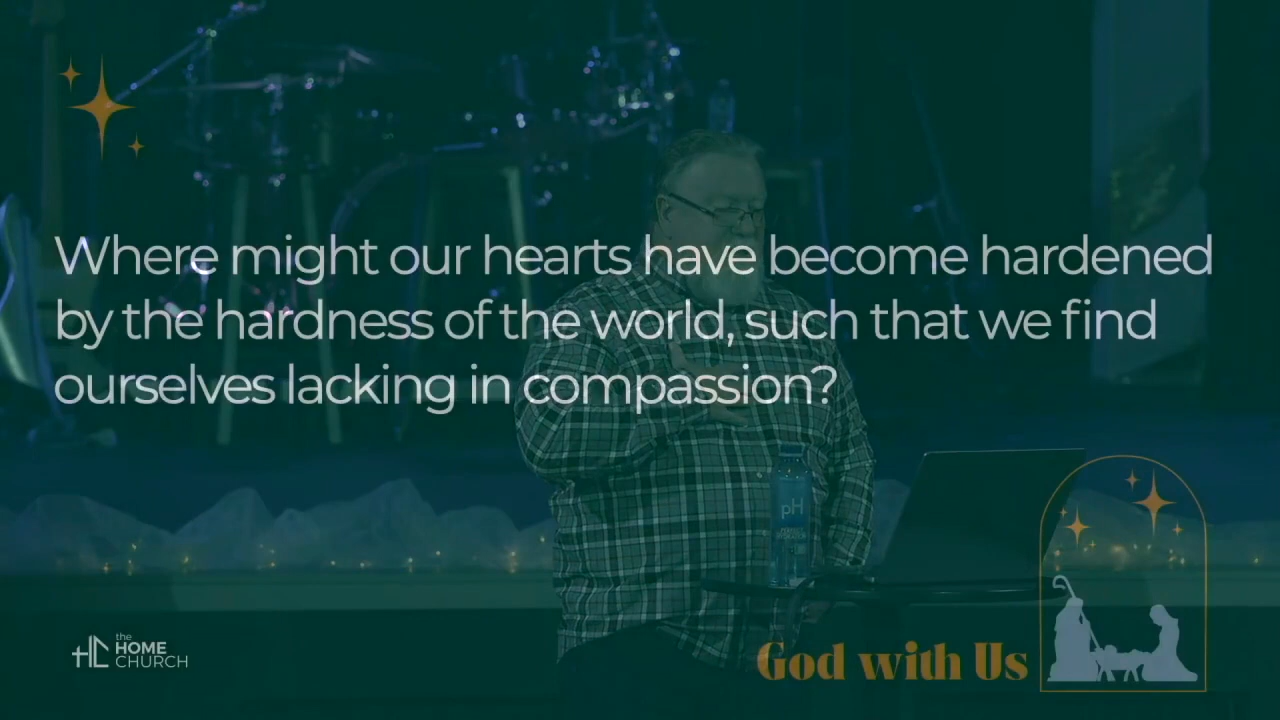 Where might our hearts have become hardened
by the hardness of the world, such that we find
ourselves lacking in compassion?
pH
the
HOME
CHURCH
God with Us